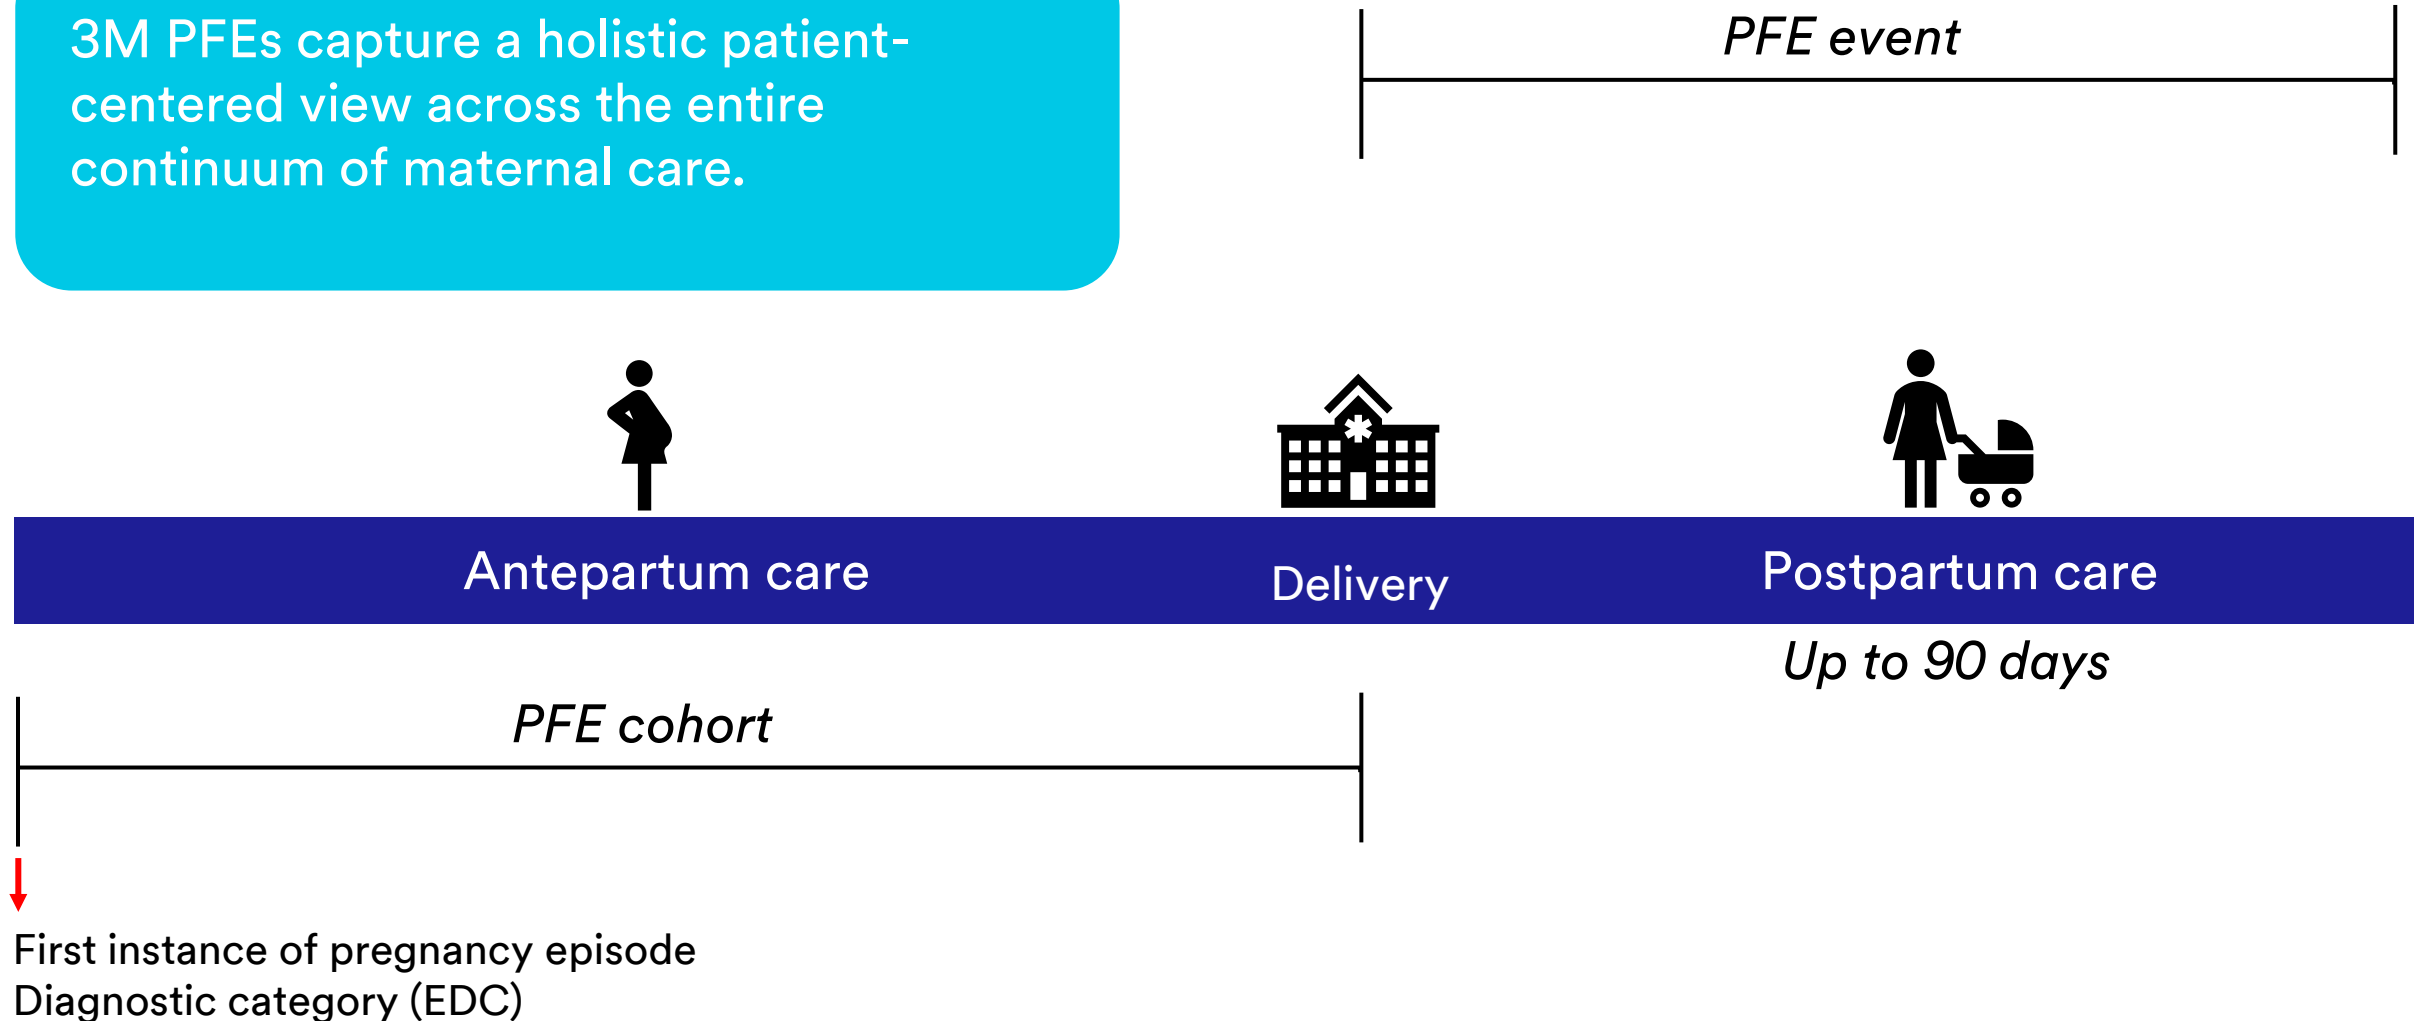 3M PFEs capture a holistic patient-
centered view across the entire
continuum of maternal care.
PFE event
Antepartum care
Delivery
Postpartum care
Up to 90 days
PFE cohort
First instance of pregnancy episode
Diagnostic category (EDC)